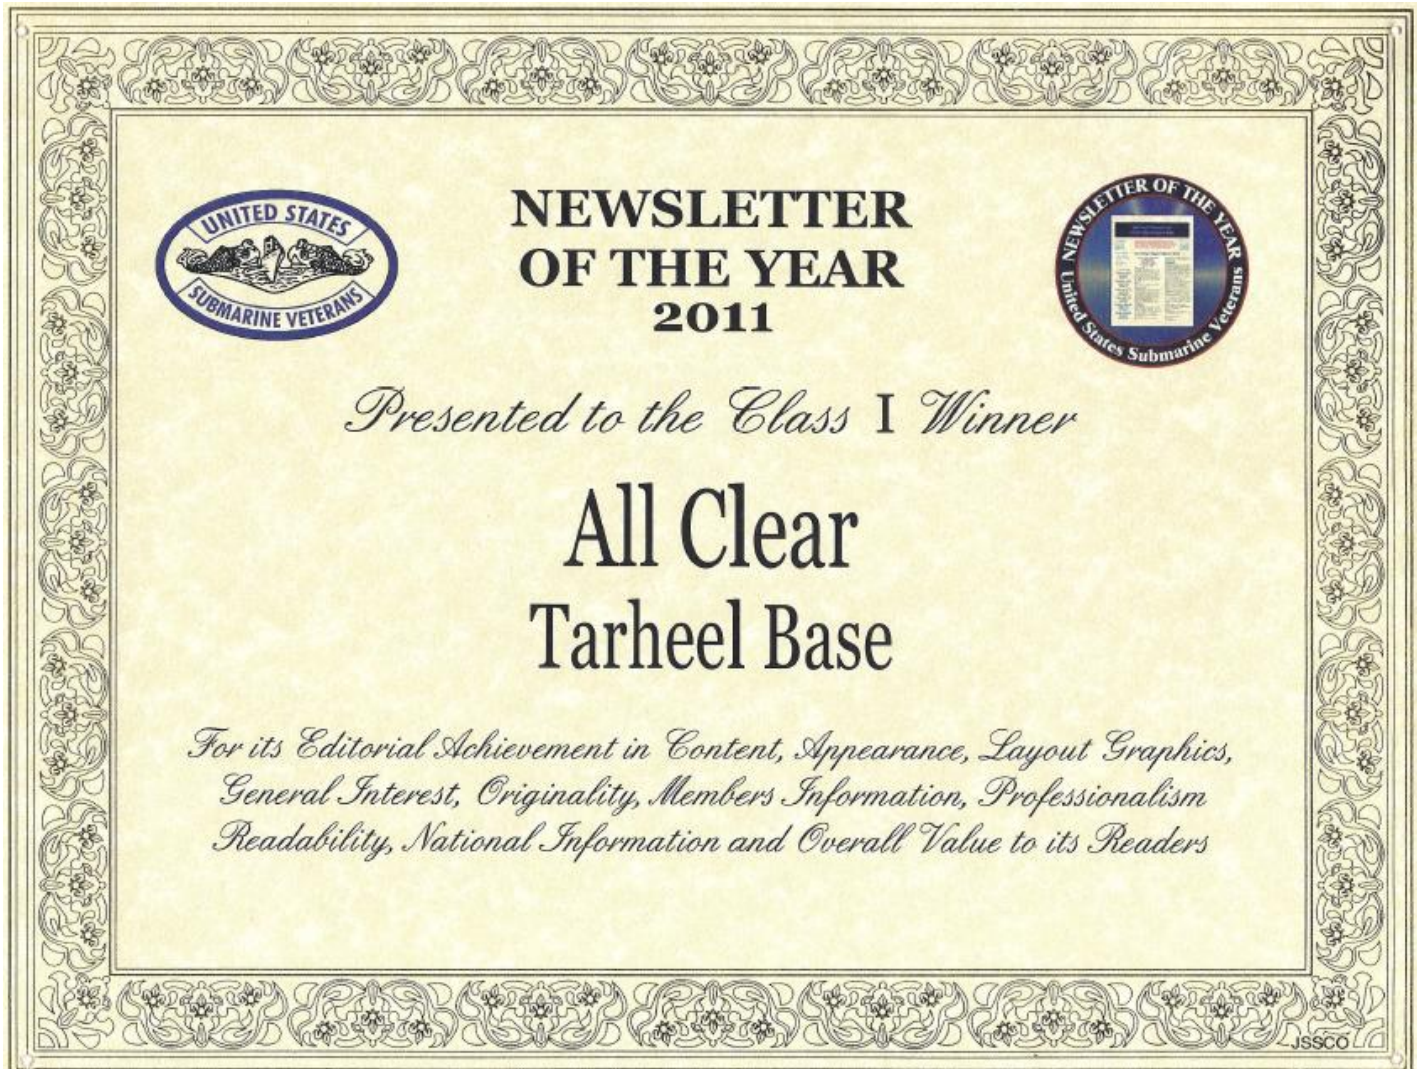 UNITED STATES
SUBMARINE VETERANS
NEWSLETTER
OF THE YEAR
2011
NEWSLETTER OF THE YEAR
United States Submarine Veterans
Presented to the Class I Winner
All Clear
Tarheel Base
For its Editorial Achievement in Content, Appearance, Layout Graphics,
General Interest, Originality, Members Information, Professionalism
Readability, National Information and Overall Value to its Readers
JSSCO